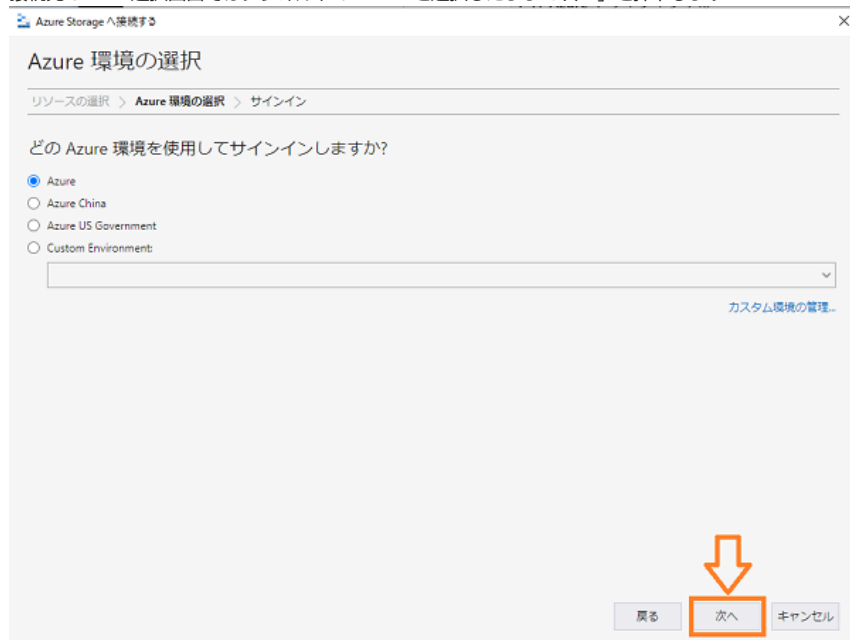 Azure Storage へ接続する
Azure 環境の選択
リソースの選択 > Azure 環境の選択 > サインイン
どの Azure 環境を使用してサインインしますか?
Azure
Azure China
Azure US Government
Custom Environment:
カスタム環境の管理...
戻る 次へ キャンセル